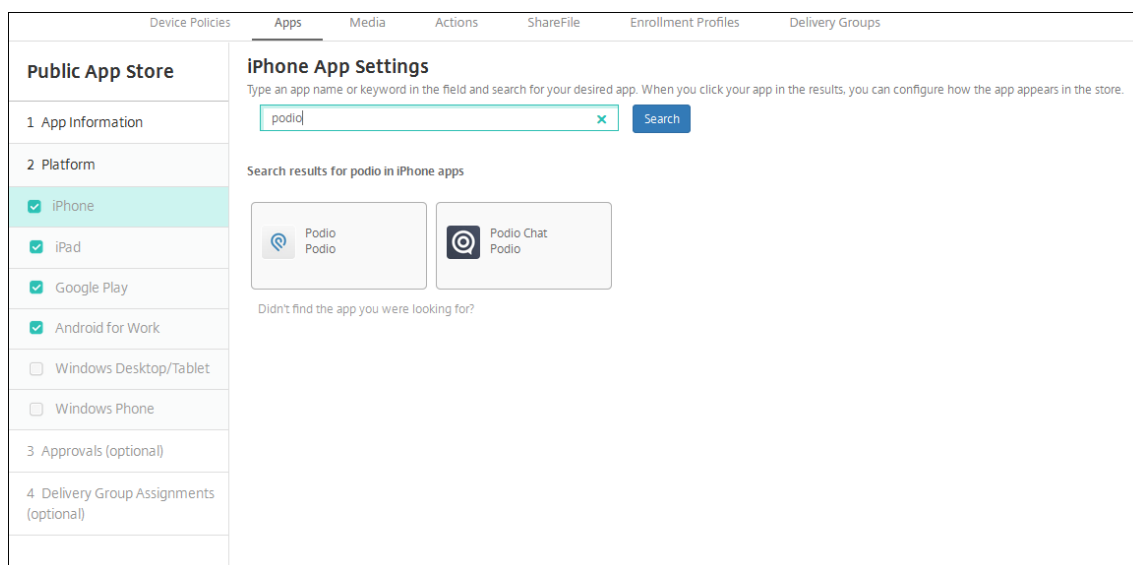 Device Policies Apps Media Actions ShareFile Enrollment Profiles Delivery Groups
Public App Store
1 App Information
2 Platform
iPhone
iPad
Google Play
Android for Work
Windows Desktop/Tablet
Windows Phone
3 Approvals (optional)
4 Delivery Group Assignments
(optional)
iPhone App Settings
Type an app name or keyword in the field and search for your desired app. When you click your app in the results, you can configure how the app appears in the store.
podio
Search
Search results for podio in iPhone apps
Podio
Podio
Podio Chat
Podio
Didn't find the app you were looking for?